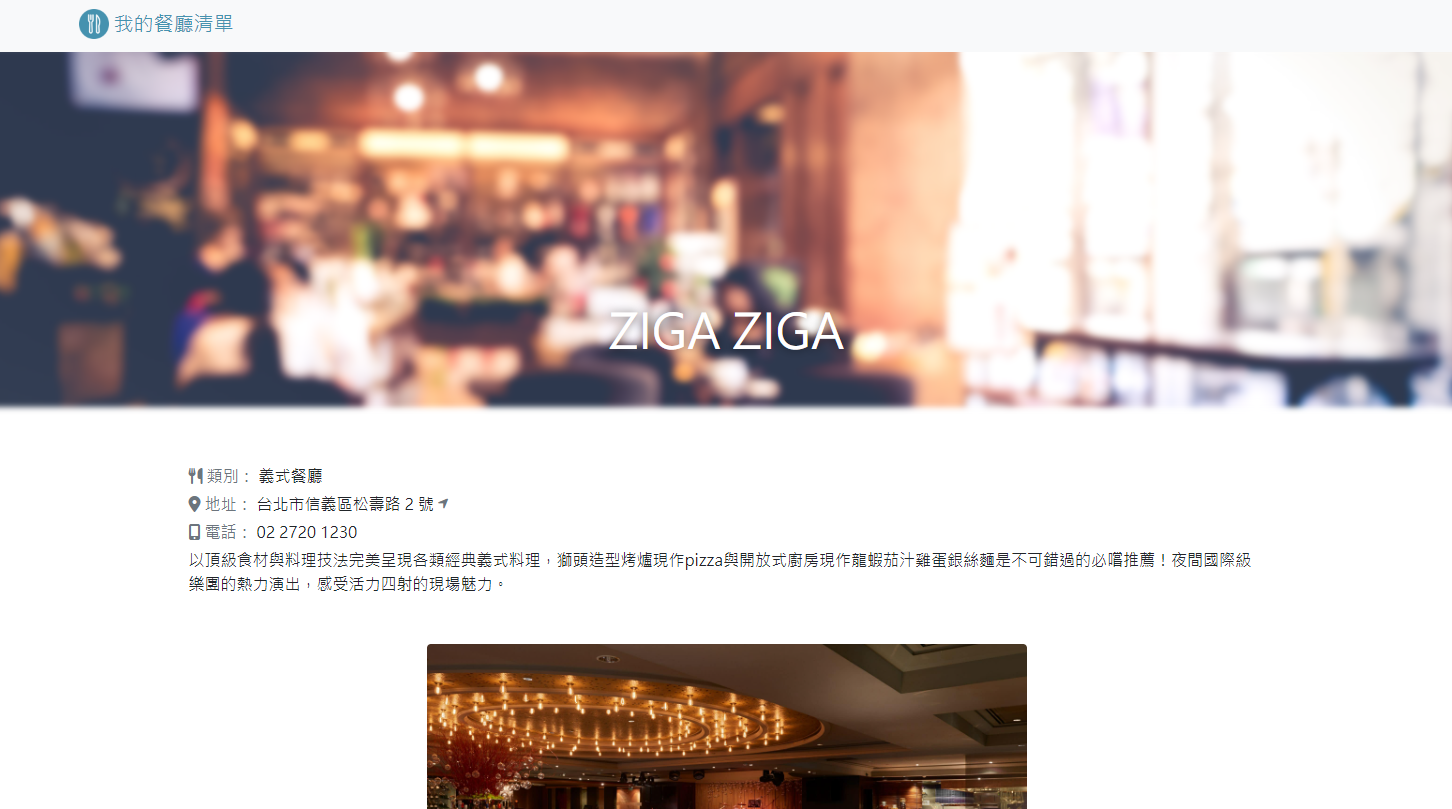 我的餐廳清單
ZIGA ZIGA
類別： 義式餐廳
地址： 台北市信義區松壽路 2 號
電話： 02 2720 1230
以頂級食材與料理技法完美呈現各類經典義式料理，獅頭造型烤爐現作pizza與開放式廚房現作龍蝦茄汁雞蛋銀絲麵是不可錯過的必嚐推薦！夜間國際級
樂團的熱力演出，感受活力四射的現場魅力。